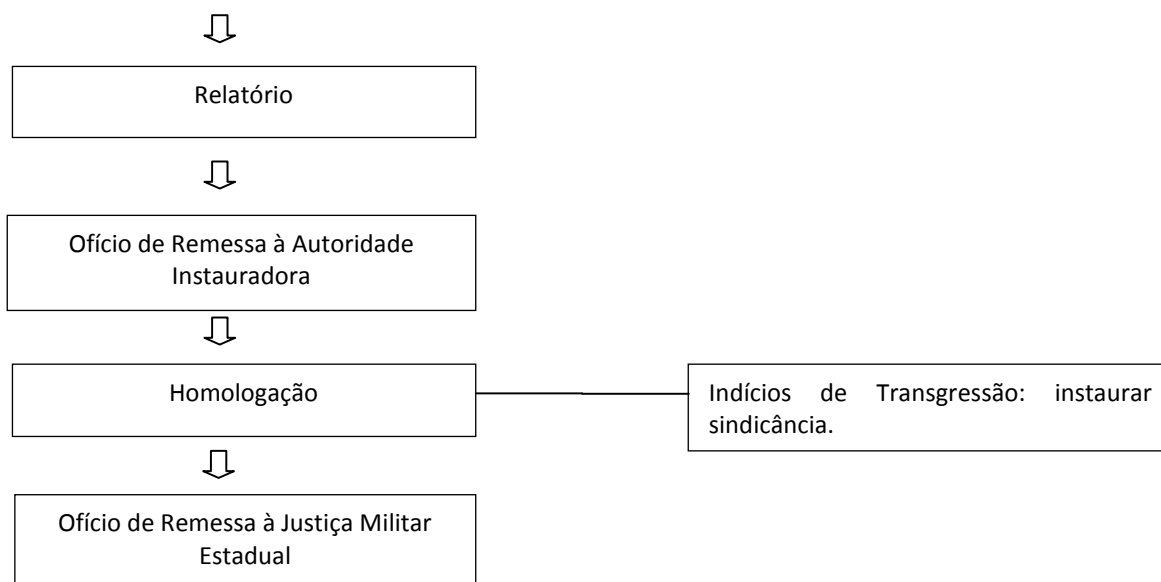 Relatório
Ofício de Remessa à Autoridade
Instauradora
Homologação
Indícios de Transgressão: instaurar
sindicância.
Ofício de Remessa à Justiça Militar
Estadual